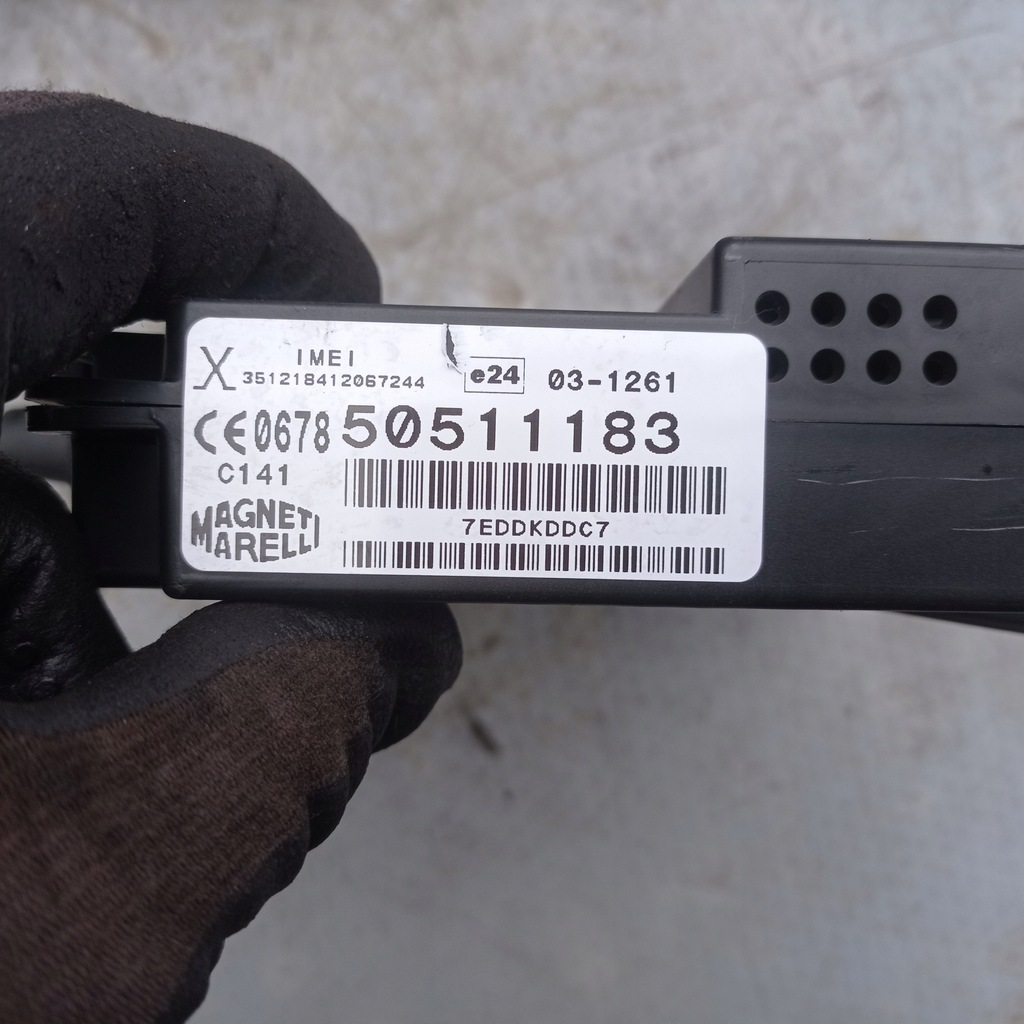 X IMEI
351218412067244
e24 03-1261
CE0678 50511183
C141
7EDDKDDC7
MAGNETI
MARELLI